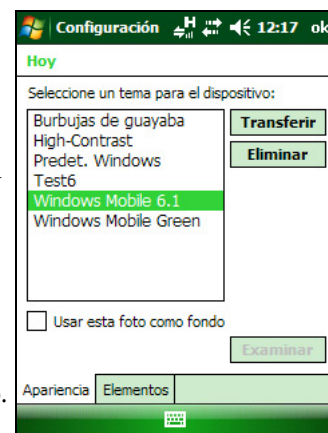 Configuración H 12:17 ok
Hoy
Seleccione un tema para el dispositivo:
Burbujas de guayaba
High-Contrast
Predet. Windows
Test6
Windows Mobile 6.1
Windows Mobile Green
Transferir
Eliminar
Usar esta foto como fondo
Examinar
.
Apariencia Elementos